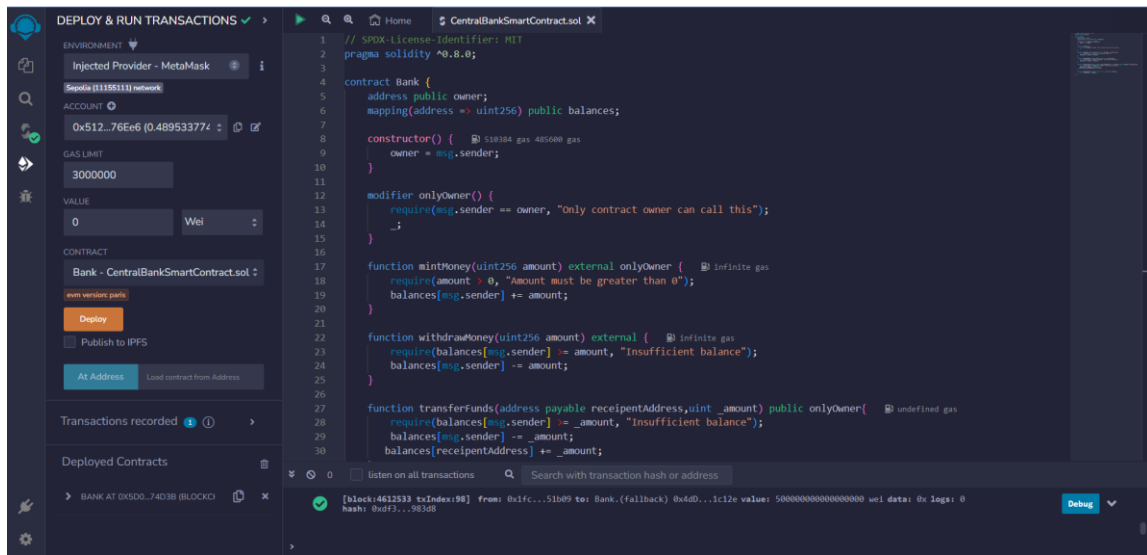 DEPLOY & RUN TRANSACTIONS
ENVIRONMENT
Injected Provider - MetaMask
Sepolia (11155111) network
ACCOUNT
0x512...76Ee6 (0.489533774
GAS LIMIT
3000000
VALUE
0 Wei
CONTRACT
Bank - CentralBankSmartContract.sol
evm version: paris
Deploy
Publish to IPFS
At Address Load contract from Address
Transactions recorded 1 i
Deployed Contracts
BANK AT 0X5D0...74D3B (BLOCKCI
Home CentralBankSmartContract.sol
1 // SPDX-License-Identifier: MIT
2 pragma solidity ^0.8.0;
3
4 contract Bank {
5 address public owner;
6 mapping(address => uint256) public balances;
7
8 constructor() { 510384 gas 485600 gas
9 owner = msg.sender;
10 }
11
12 modifier onlyOwner() {
13 require(msg.sender == owner, "Only contract owner can call this");
14 _;
15 }
16
17 function mintMoney(uint256 amount) external onlyOwner { infinite gas
18 require(amount > 0, "Amount must be greater than 0");
19 balances[msg.sender] += amount;
20 }
21
22 function withdrawMoney(uint256 amount) external { infinite gas
23 require(balances[msg.sender] >= amount, "Insufficient balance");
24 balances[msg.sender] -= amount;
25 }
26
27 function transferFunds(address payable receipentAddress,uint _amount) public onlyOwner{ undefined gas
28 require(balances[msg.sender] >= _amount, "Insufficient balance");
29 balances[msg.sender] -= _amount;
30 balances[receipentAddress] += _amount;
0 listen on all transactions Search with transaction hash or address
[block:4612533 txIndex:98] from: 0x1fc...51b09 to: Bank.(fallback) 0x4dD...1c12e value: 500000000000000000 wei data: 0x logs: 0
hash: 0xdf3...983d8
Debug
>